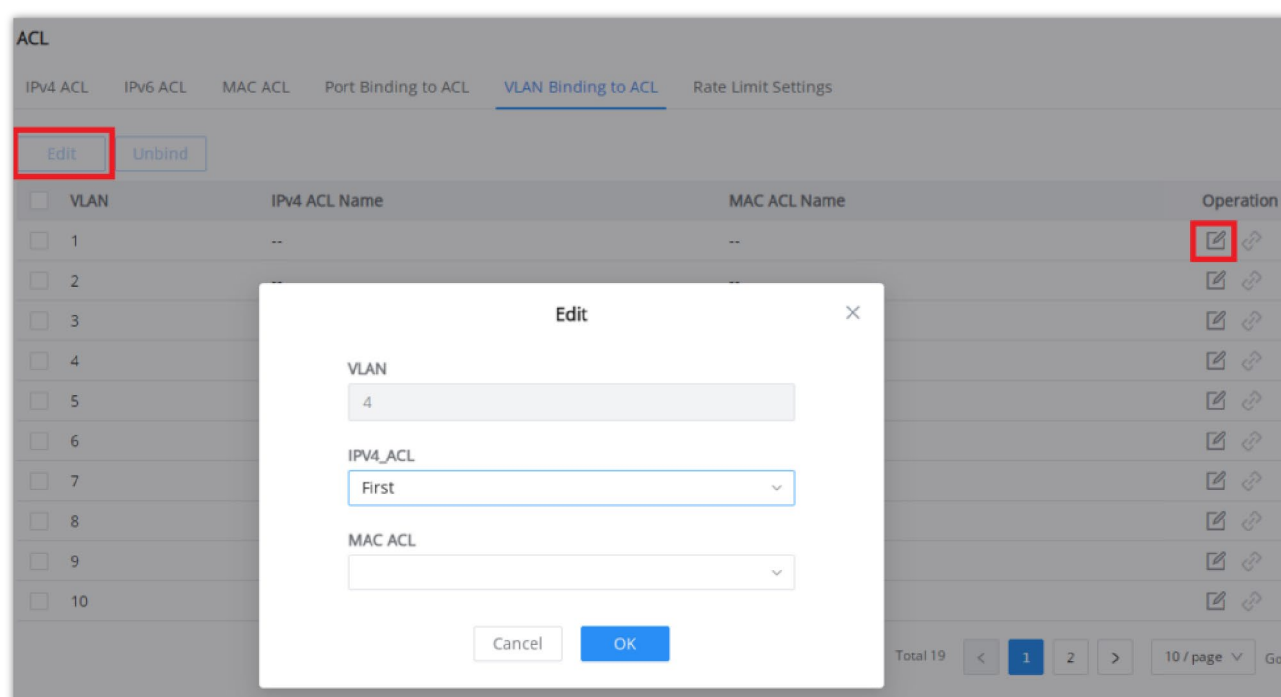 ACL
IPv4 ACL IPv6 ACL MAC ACL Port Binding to ACL VLAN Binding to ACL Rate Limit Settings
Edit Unbind
VLAN IPv4 ACL Name MAC ACL Name Operation
1 -- --
2 -- --
3
4
5
6
7
8
9
10
Edit
VLAN
4
IPV4_ACL
First
MAC ACL
Cancel OK
Total 19 < 1 2 > 10 / page